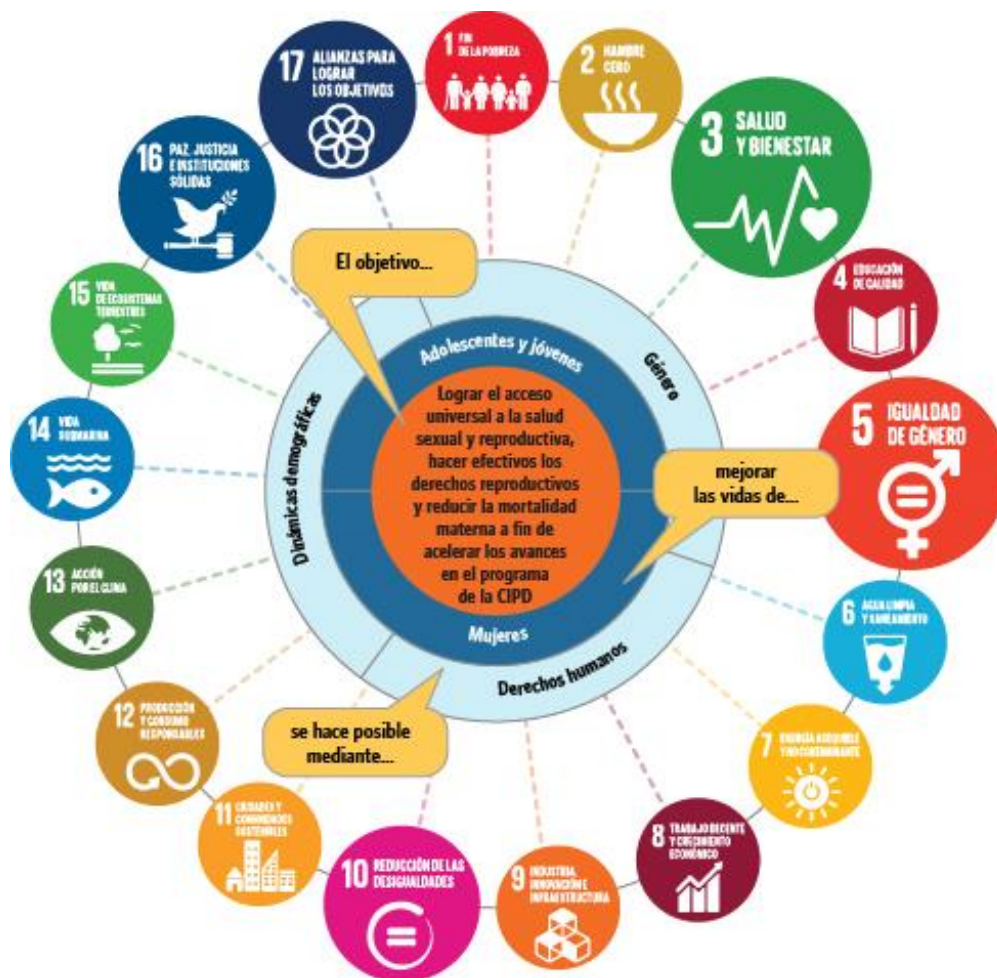 1 FIN
DE LA POBREZA
2 HAMBRE
CERO
3 SALUD
Y BIENESTAR
4 EDUCACIÓN
DE CALIDAD
5 IGUALDAD
DE GÉNERO
6 AGUA LIMPIA
Y SANEAMIENTO
7 ENERGÍA ASEQUIBLE
Y NO CONTAMINANTE
8 TRABAJO DECENTE
Y CRECIMIENTO
ECONÓMICO
9 INDUSTRIA,
INNOVACIÓN E
INFRAESTRUCTURA
10 REDUCCIÓN DE LAS
DESIGUALDADES
11 CIUDADES Y
COMUNIDADES
SOSTENIBLES
12 PRODUCCIÓN
Y CONSUMO
RESPONSABLES
13 ACCIÓN
POR EL CLIMA
14 VIDA
SUBMARINA
15 VIDA
DE ECOSISTEMAS
TERRESTRES
16 PAZ, JUSTICIA
E INSTITUCIONES
SÓLIDAS
17 ALIANZAS PARA
LOGRAR
LOS OBJETIVOS
El objetivo...
Lograr el acceso
universal a la salud
sexual y reproductiva,
hacer efectivos los
derechos reproductivos
y reducir la mortalidad
materna a fin de
acelerar los avances
en el programa
de la CIPD
mejorar
las vidas de...
Adolescentes y jóvenes
Mujeres
se hace posible
mediante...
Dinámicas demográficas
Género
Derechos humanos